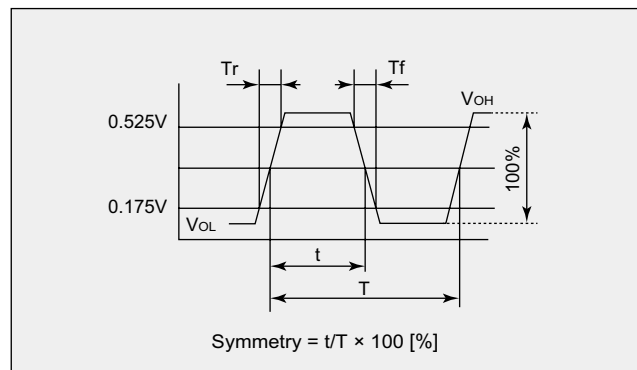 Tr
Tf
VOH
0.525V
100%
0.175V
VOL
t
T
Symmetry = t/T × 100 [%]